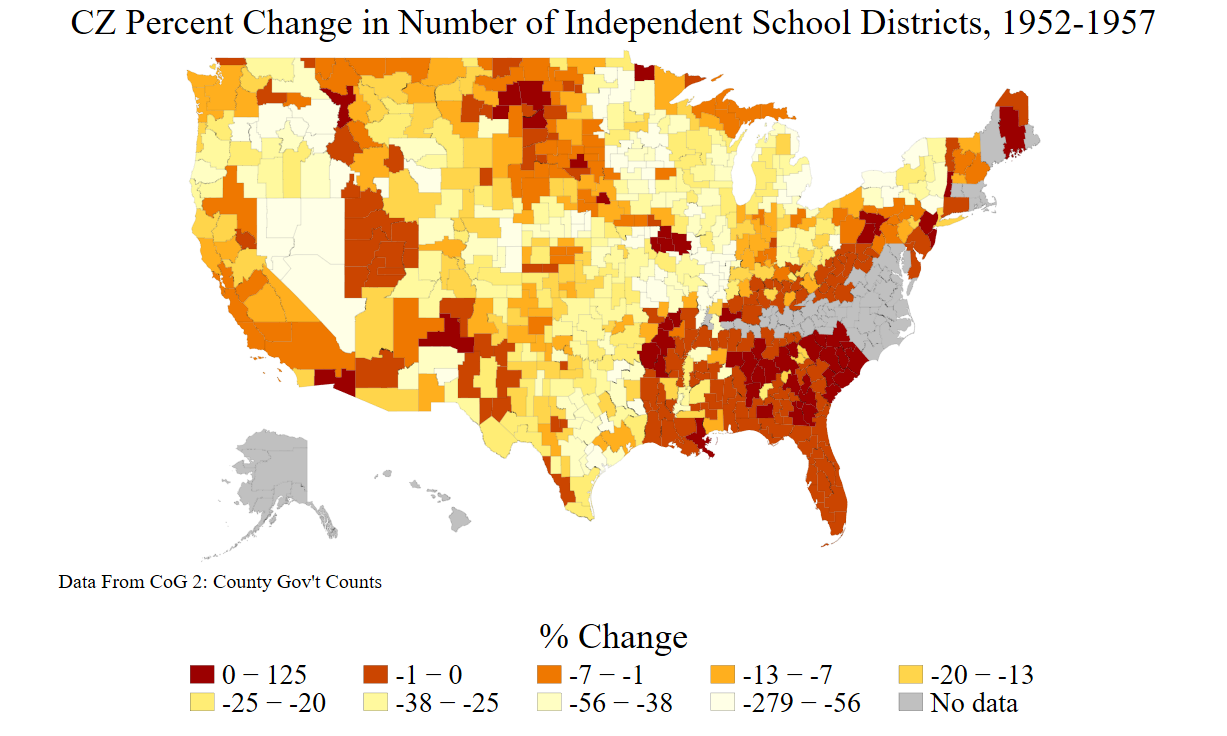 CZ Percent Change in Number of Independent School Districts, 1952-1957
Data From CoG 2: County Gov't Counts
% Change
0 − 125
-1 − 0
-7 − -1
-13 − -7
-20 − -13
-25 − -20
-38 − -25
-56 − -38
-279 − -56
No data